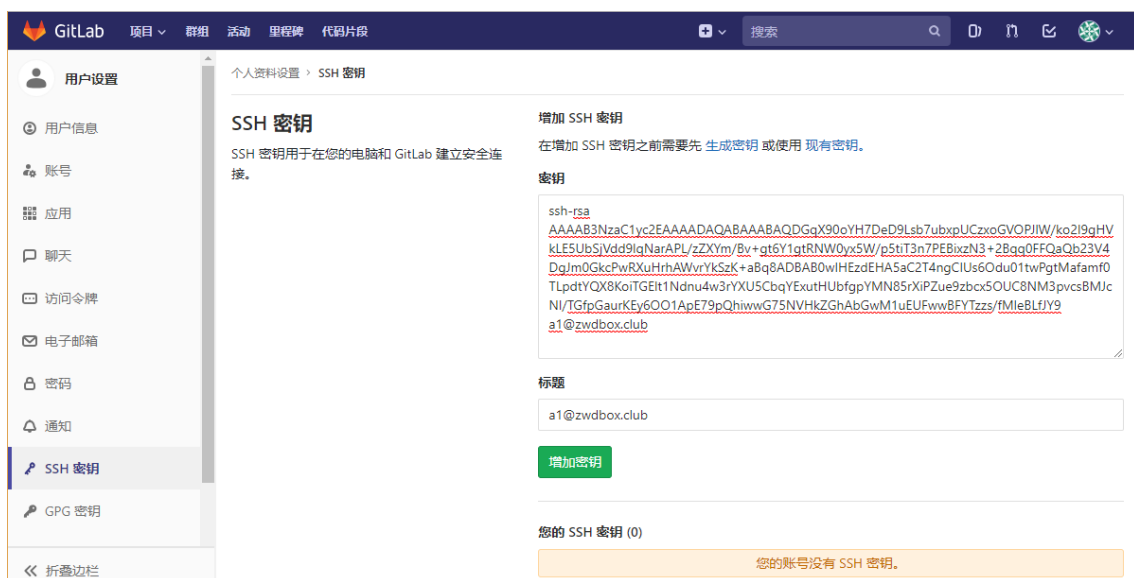 GitLab 项目 群组 活动 里程碑 代码片段 搜索
用户设置
用户信息
账号
应用
聊天
访问令牌
电子邮箱
密码
通知
SSH 密钥
GPG 密钥
折叠边栏
个人资料设置 › SSH 密钥
SSH 密钥
SSH 密钥用于在您的电脑和 GitLab 建立安全连
接。
增加 SSH 密钥
在增加 SSH 密钥之前需要先 生成密钥 或使用 现有密钥。
密钥
ssh-rsa
AAAAB3NzaC1yc2EAAAADAQABAAABAQDGqX90oYH7DeD9Lsb7ubxpUCzxoGVOPJIW/ko2I9gHV
kLE5UbSjVdd9IqNarAPL/zZXYm/Bv+gt6Y1gtRNW0yx5W/p5tiT3n7PEBixzN3+2Bqg0FFQaQb23V4
DgJm0GkcPwRXuHrhAWvrYkSzK+aBq8ADBAB0wIHEzdEHA5aC2T4ngCIUs6Odu01twPgtMafamf0
TLpdtYQX8KoiTGElt1Ndnu4w3rYXU5CbqYExutHUbfgpYMN85rXiPZue9zbcx5OUC8NM3pvcsBMJc
NI/TGfpGaurKEy6OO1ApE79pQhiwwG75NVHkZGhAbGwM1uEUFwwBFYTzzs/fMIeBLfJY9
a1@zwdbox.club
标题
a1@zwdbox.club
增加密钥
您的 SSH 密钥 (0)
您的账号没有 SSH 密钥。